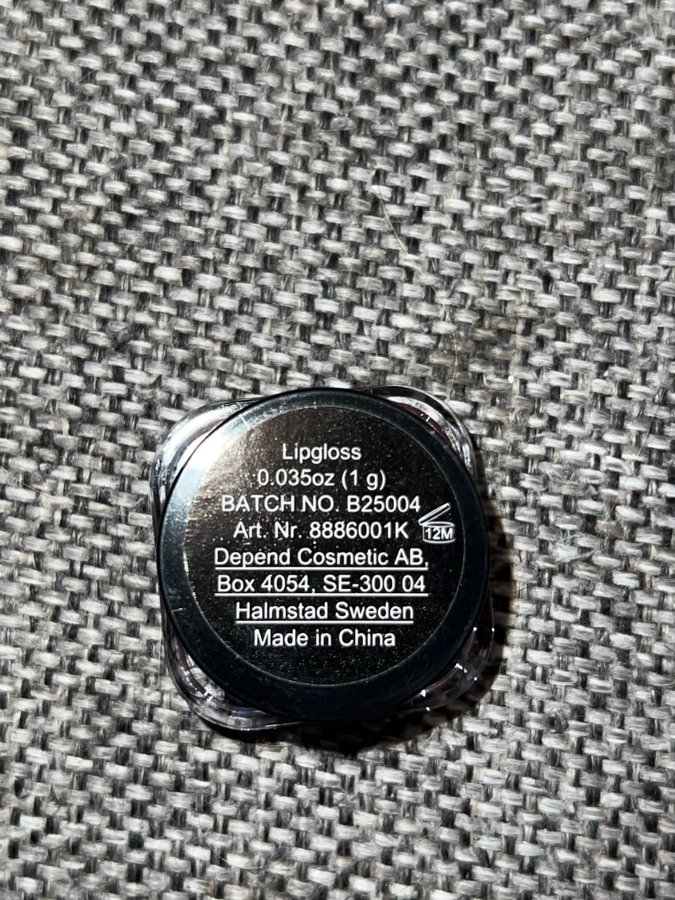 Lipgloss
0.035oz (1 g)
BATCH NO. B25004
Art. Nr. 8886001K 12M
Depend Cosmetic AB,
Box 4054, SE-300 04
Halmstad Sweden
Made in China